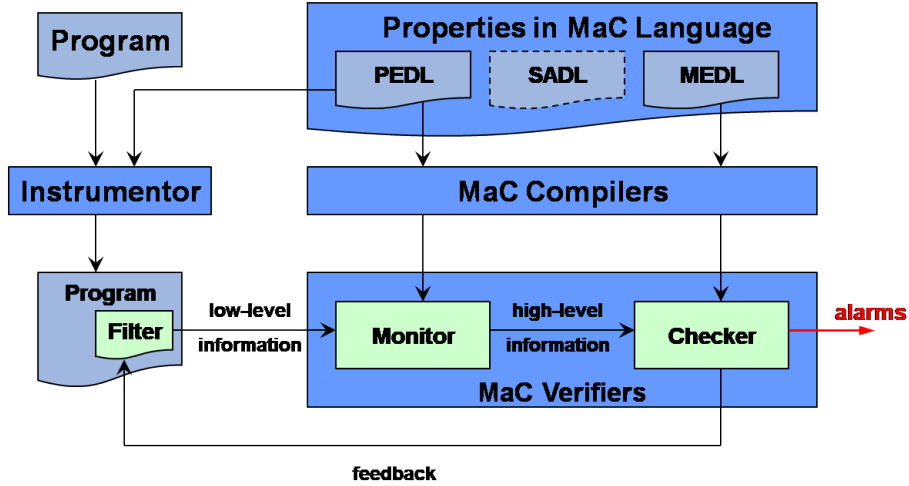 Program
Properties in MaC Language
PEDL
SADL
MEDL
Instrumentor
MaC Compilers
Program
Filter
low-level
information
Monitor
high-level
information
Checker
alarms
MaC Verifiers
feedback